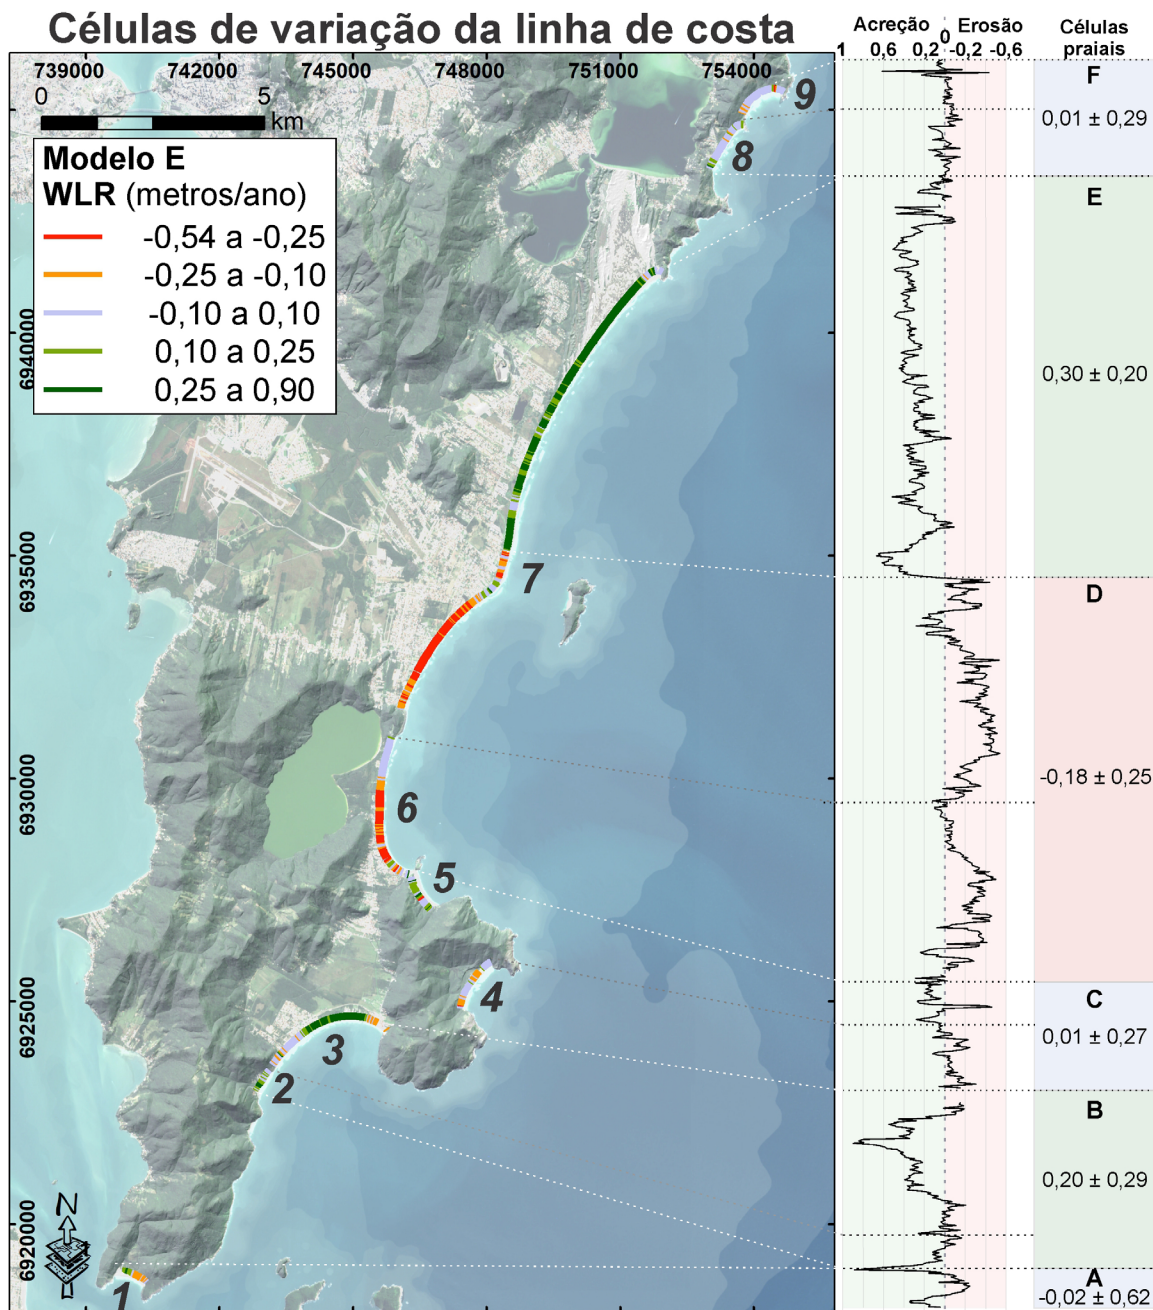 Células de variação da linha de costa
739000 742000 745000 748000 751000 754000
0 5
km
Modelo E
WLR (metros/ano)
-0,54 a -0,25
-0,25 a -0,10
-0,10 a 0,10
0,10 a 0,25
0,25 a 0,90
6940000
6935000
6930000
6925000
6920000
N
9
8
7
6
5
4
3
2
1
Acreção Erosão
1 0,6 0,2 0 -0,2 -0,6
Células
praiais
F
0,01 ± 0,29
E
0,30 ± 0,20
D
-0,18 ± 0,25
C
0,01 ± 0,27
B
0,20 ± 0,29
A
-0,02 ± 0,62